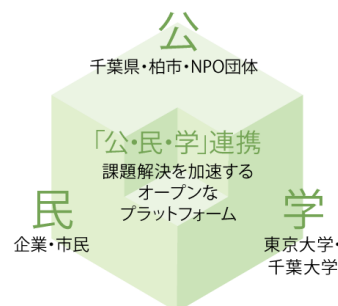 公
千葉県・柏市・NPO団体
「公・民・学」連携
課題解決を加速する
オープンな
プラットフォーム
民
企業・市民
学
東京大学・
千葉大学